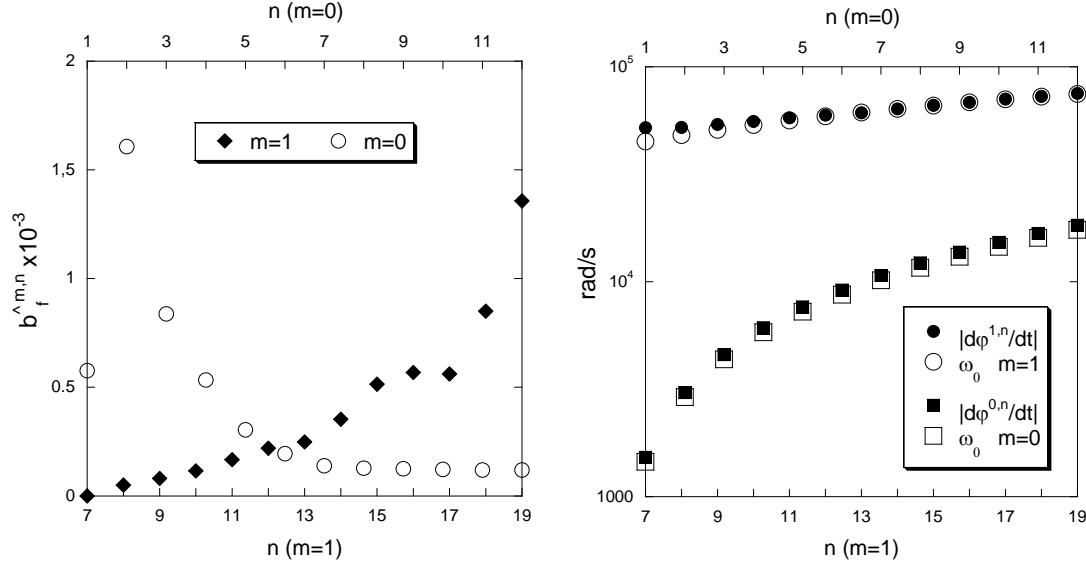 n (m=0)
1 3 5 7 9 11
2
1,5
1
0.5
0
b^m,n_f x10^-3
m=1 m=0
7 9 11 13 15 17 19
n (m=1)
n (m=0)
1 3 5 7 9 11
10^5
10^4
1000
rad/s
|dφ^1,n/dt|
ω_0 m=1
|dφ^0,n/dt|
ω_0 m=0
7 9 11 13 15 17 19
n (m=1)